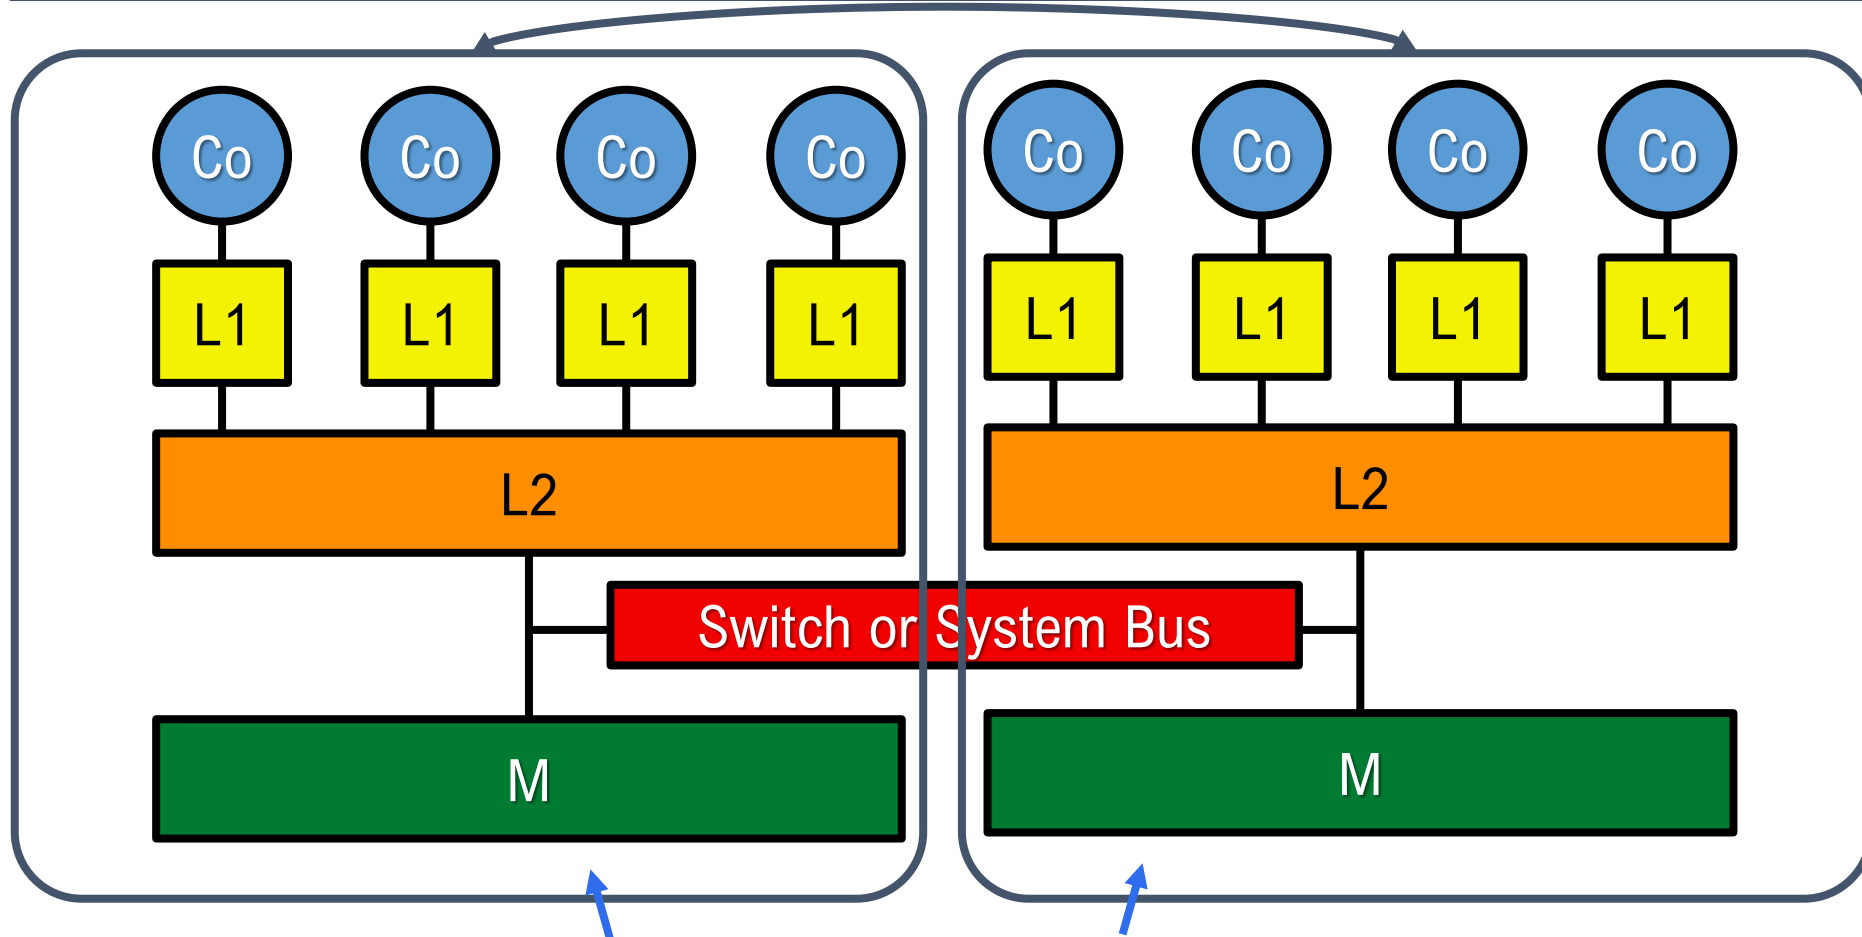 Co Co Co Co Co Co Co Co
L1 L1 L1 L1 L1 L1 L1 L1
L2 L2
Switch or System Bus
M M